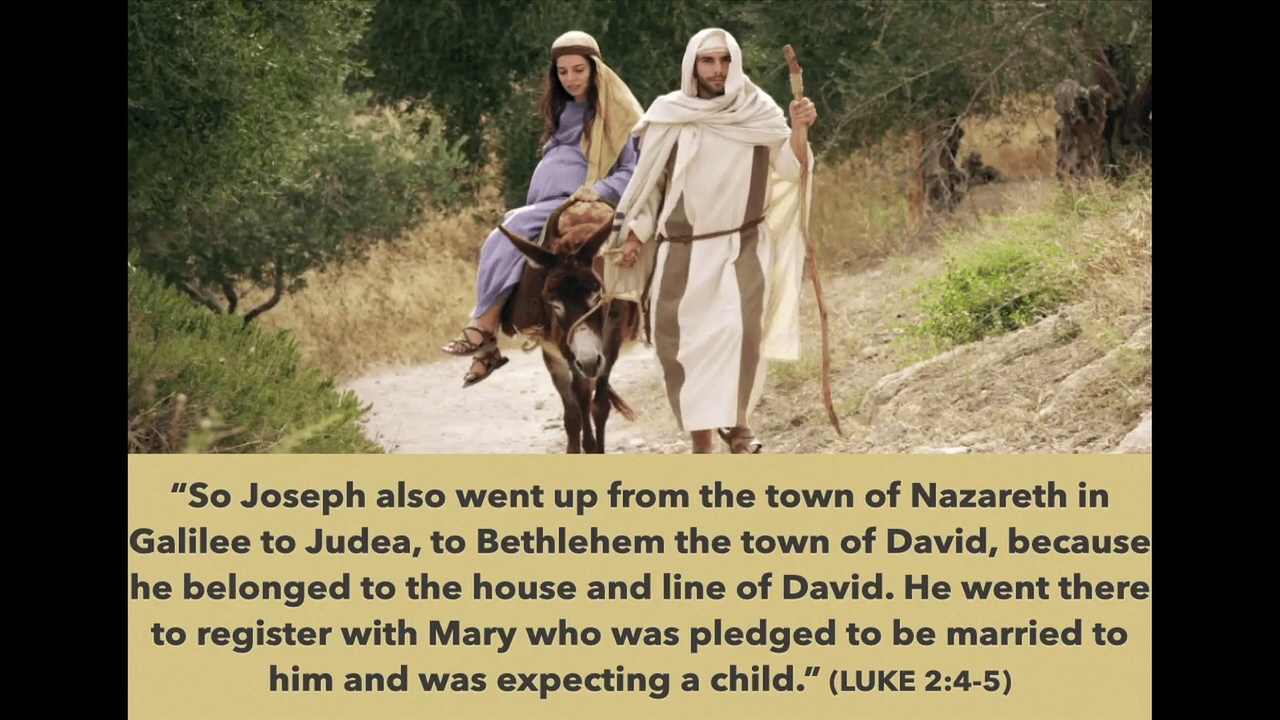 “So Joseph also went up from the town of Nazareth in
Galilee to Judea, to Bethlehem the town of David, because
he belonged to the house and line of David. He went there
to register with Mary who was pledged to be married to
him and was expecting a child.” (LUKE 2:4-5)